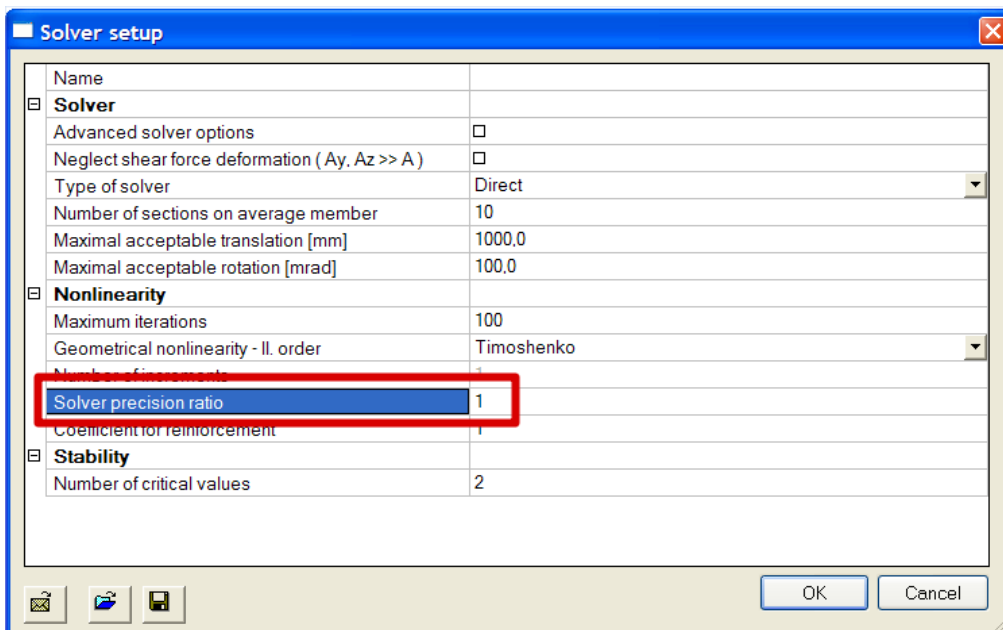 Solver setup
Name
Solver
Advanced solver options
Neglect shear force deformation ( Ay, Az >> A )
Type of solver Direct
Number of sections on average member 10
Maximal acceptable translation [mm] 1000,0
Maximal acceptable rotation [mrad] 100,0
Nonlinearity
Maximum iterations 100
Geometrical nonlinearity - II. order Timoshenko
Number of increments 1
Solver precision ratio 1
Coefficient for reinforcement 1
Stability
Number of critical values 2
OK Cancel